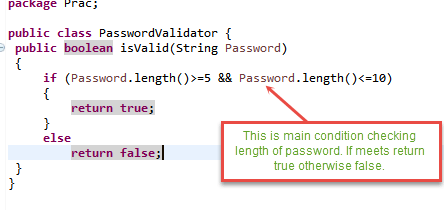 package Prac;
public class PasswordValidator {
public boolean isValid(String Password)
{
if (Password.length()>=5 && Password.length()<=10)
{
return true;
}
else
return false;
}
}
This is main condition checking
length of password. If meets return
true otherwise false.